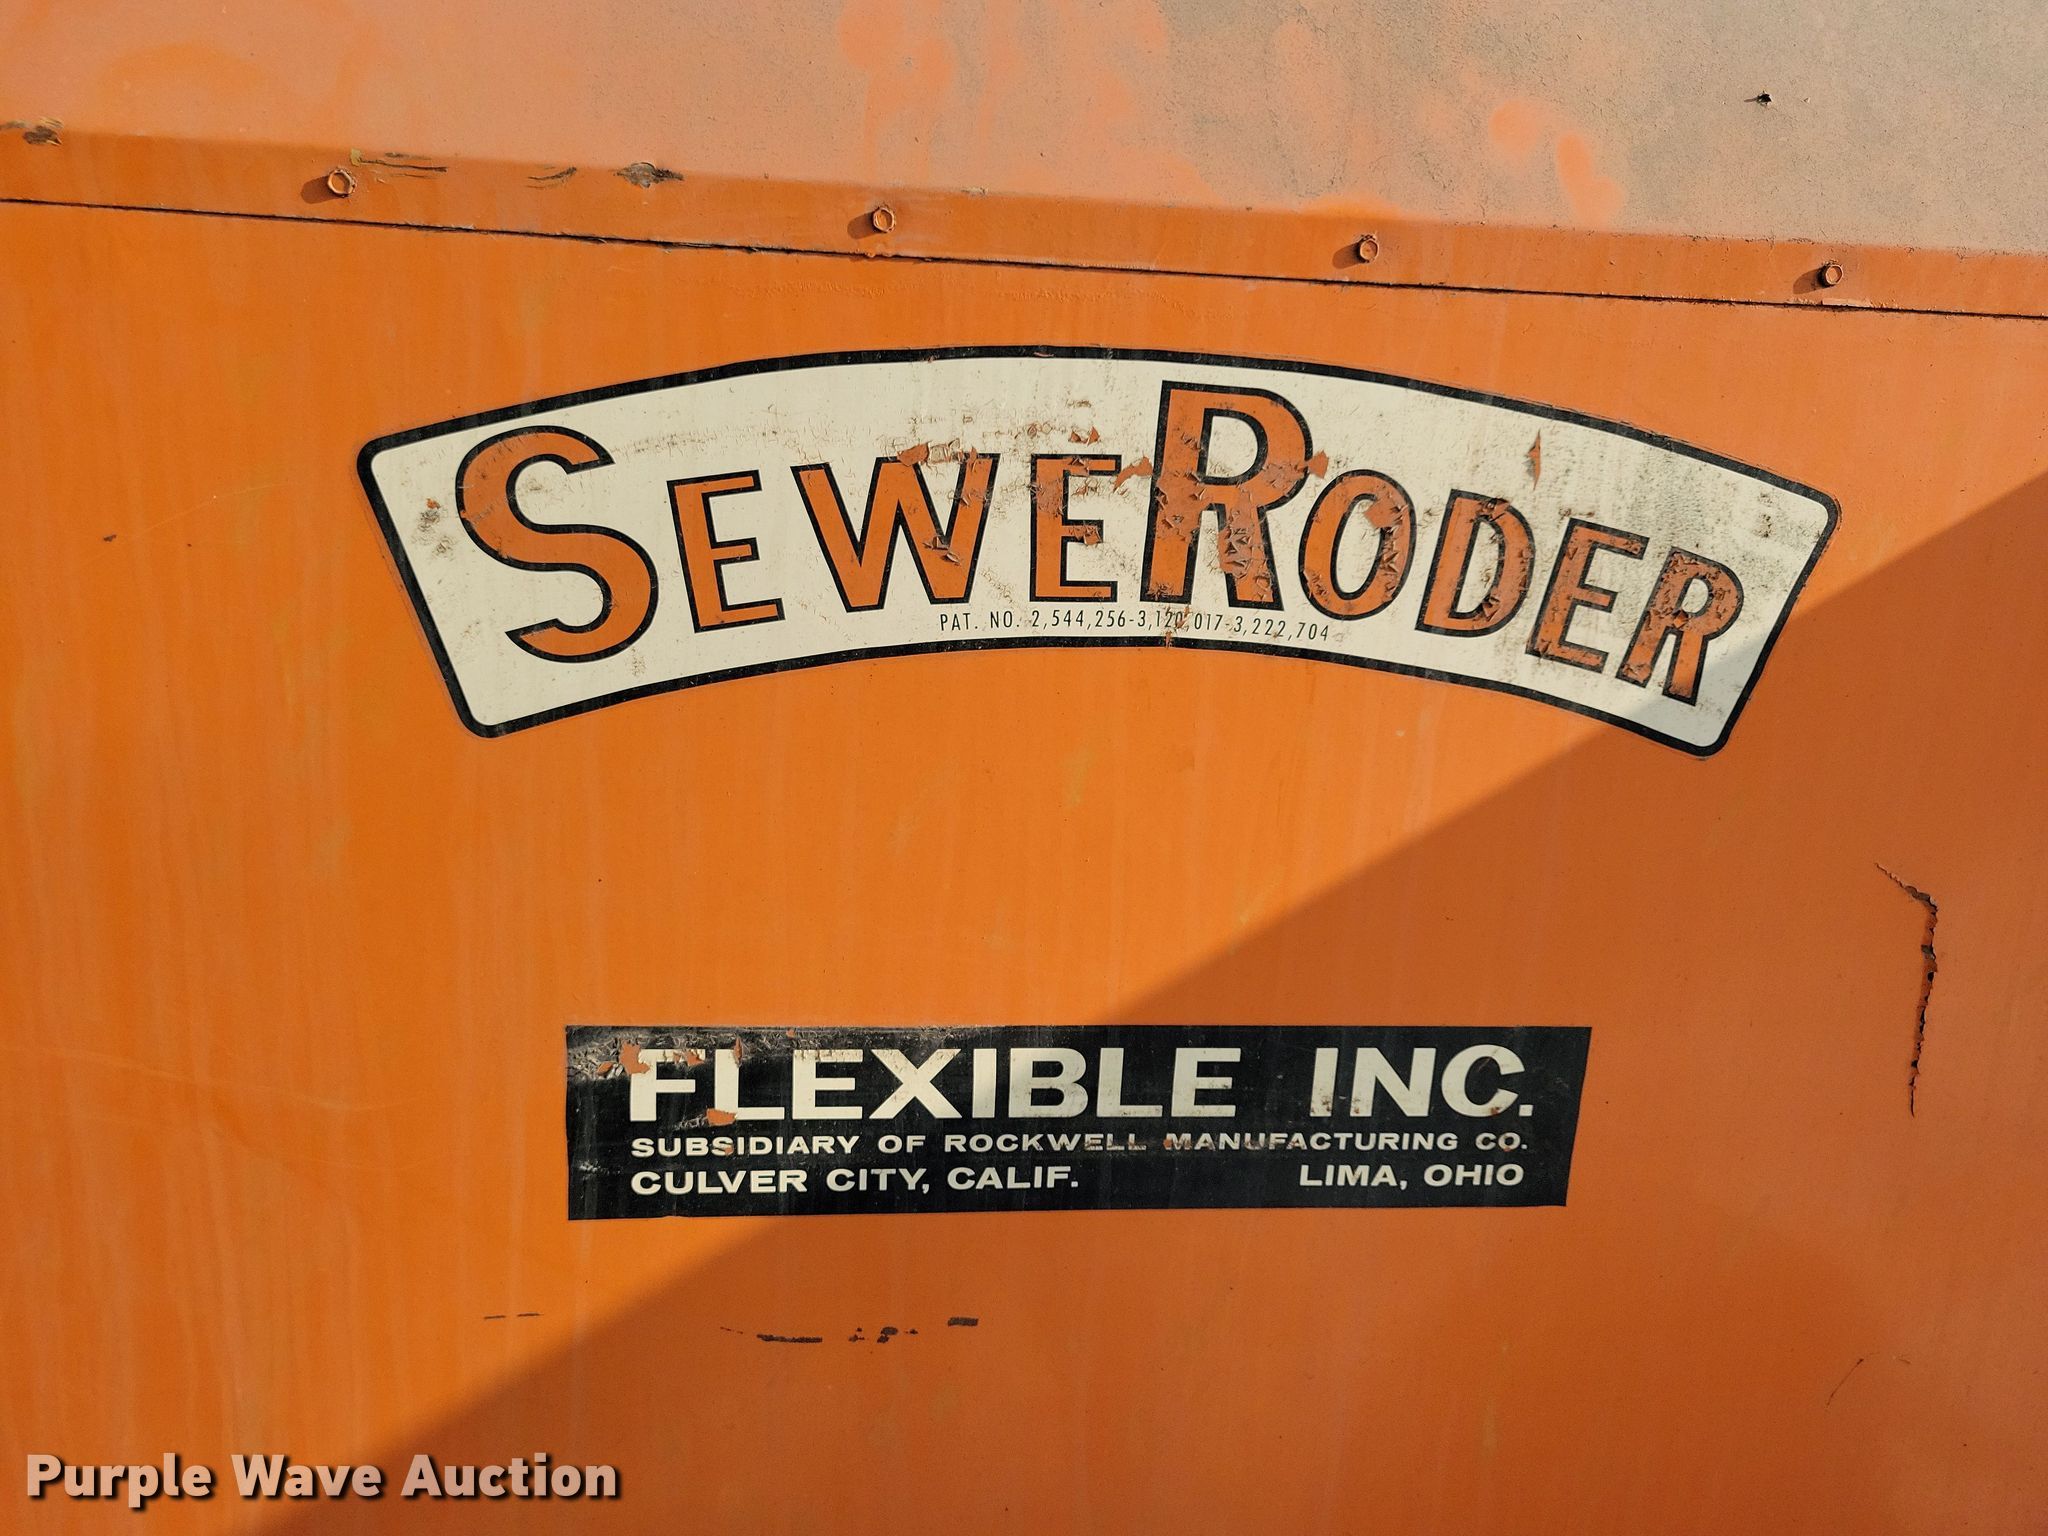 SEWERODER
PAT. NO. 2,544,256-3,120,017-3,222,704
FLEXIBLE INC.
SUBSIDIARY OF ROCKWELL MANUFACTURING CO.
CULVER CITY, CALIF. LIMA, OHIO
Purple Wave Auction